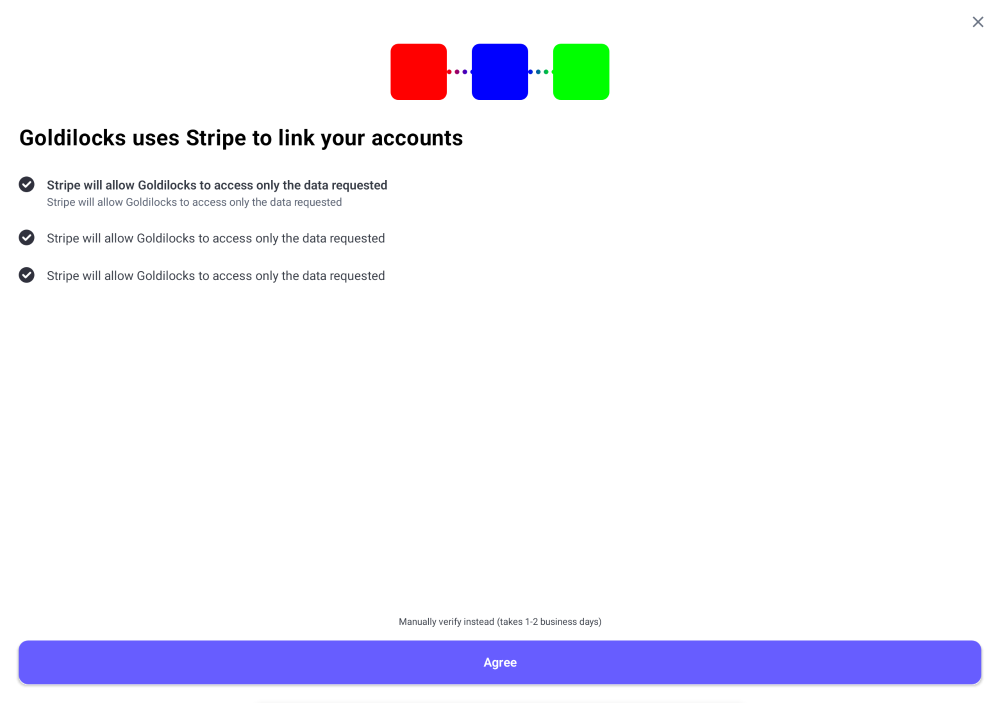 Goldilocks uses Stripe to link your accounts
Stripe will allow Goldilocks to access only the data requested
Stripe will allow Goldilocks to access only the data requested
Stripe will allow Goldilocks to access only the data requested
Stripe will allow Goldilocks to access only the data requested
Manually verify instead (takes 1-2 business days)
Agree